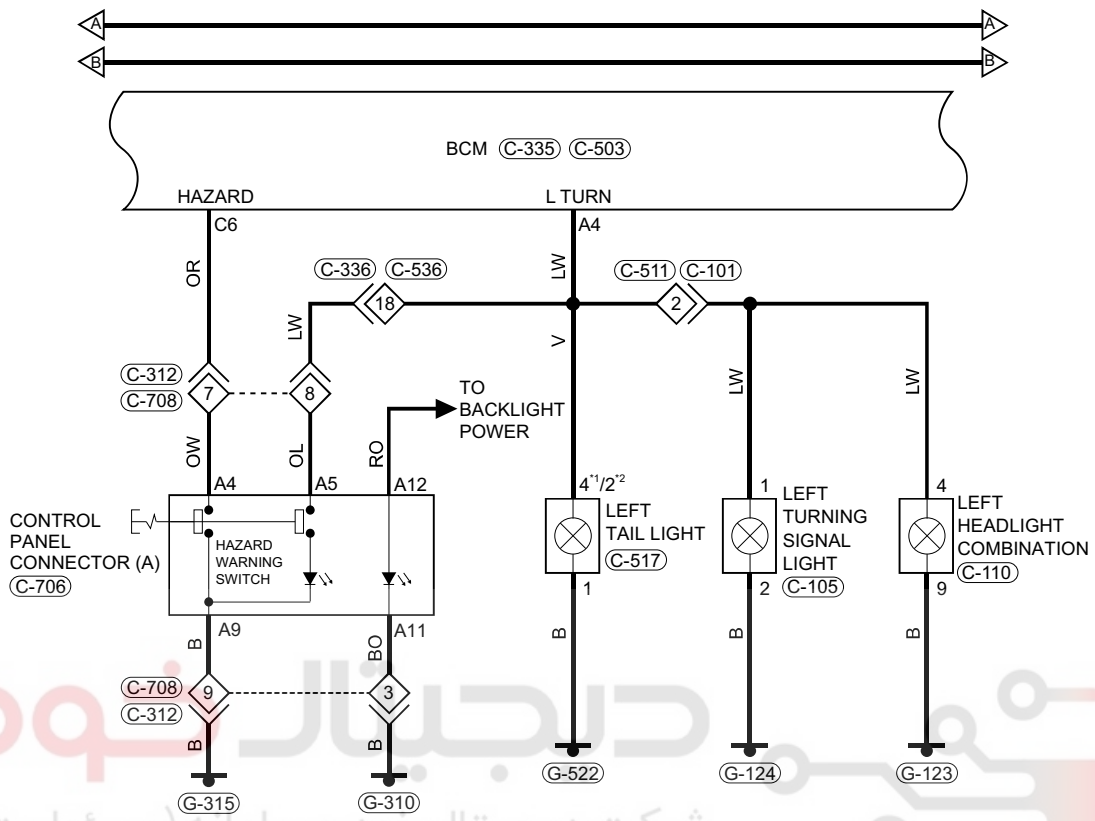 A A
B B
BCM C-335 C-503
HAZARD L TURN
C6 A4
OR
LW
C-336 C-536
C-511 C-101
18
2
LW
V
C-312
C-708
7
8
TO
BACKLIGHT
POWER
LW
LW
OW
OL
RO
A4 A5 A12
4*1/2*2
1
4
CONTROL
PANEL
CONNECTOR (A)
C-706
HAZARD
WARNING
SWITCH
LEFT
TAIL LIGHT
C-517
LEFT
TURNING
SIGNAL
LIGHT
C-105
LEFT
HEADLIGHT
COMBINATION
C-110
1
2
9
A9 A11
B
BO
B
B
B
C-708
C-312
9
3
B
B
G-315
G-310
G-522
G-124
G-123
دیجیتال خودرو